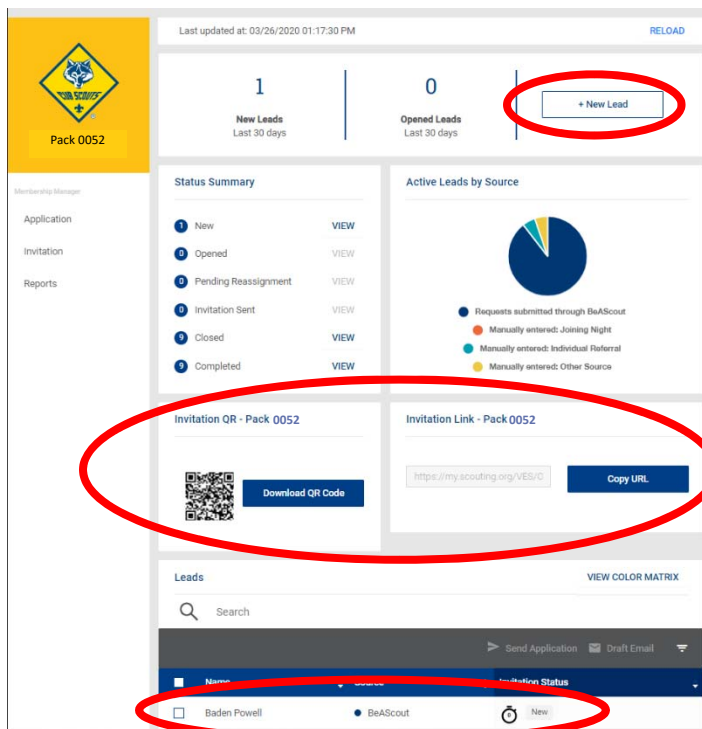 Last updated at: 03/26/2020 01:17:30 PM
RELOAD
CUB SCOUTS
®
Pack 0052
1
New Leads
Last 30 days
0
Opened Leads
Last 30 days
+ New Lead
Membership Manager
Application
Invitation
Reports
Status Summary
1 New VIEW
0 Opened VIEW
0 Pending Reassignment VIEW
0 Invitation Sent VIEW
9 Closed VIEW
9 Completed VIEW
Active Leads by Source
Requests submitted through BeAScout
Manually entered: Joining Night
Manually entered: Individual Referral
Manually entered: Other Source
Invitation QR - Pack 0052
Download QR Code
Invitation Link - Pack 0052
https://my.scouting.org/VES/O
Copy URL
Leads
VIEW COLOR MATRIX
Search
Send Application Draft Email
Name Source Invitation Status
Baden Powell BeAScout 0 New